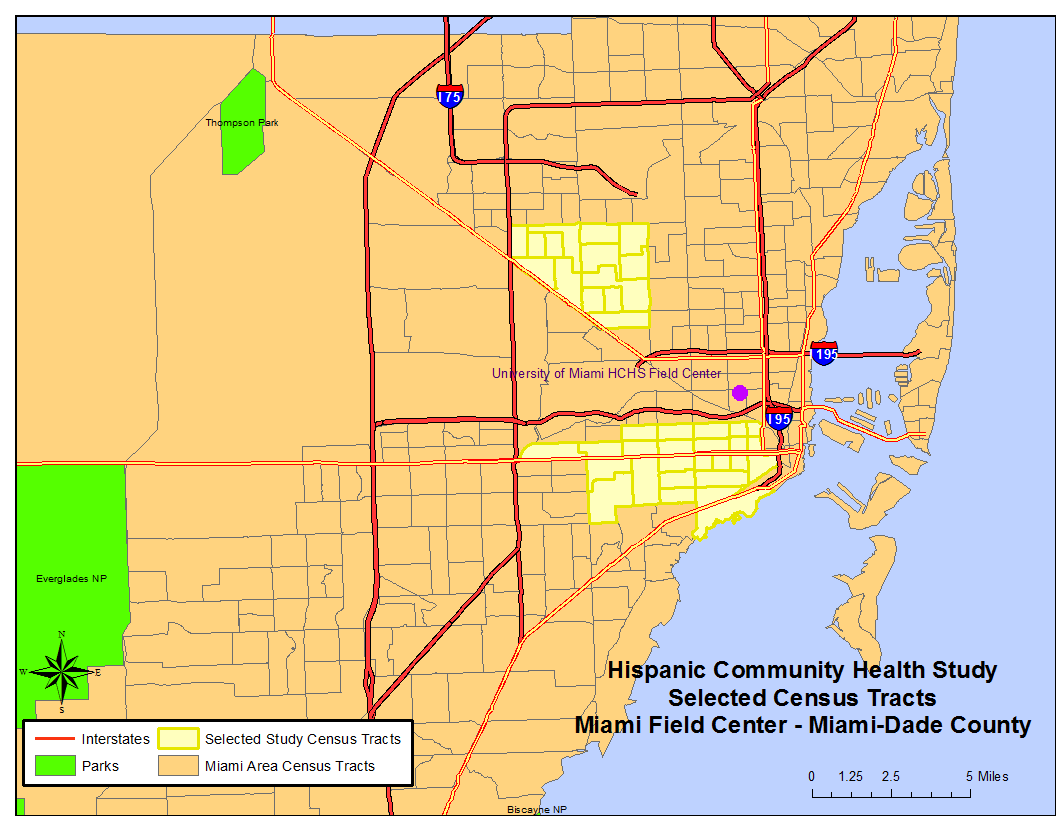 175
Thompson Park
195
University of Miami HCHS Field Center
195
Everglades NP
N
W E
S
Hispanic Community Health Study
Selected Census Tracts
Miami Field Center - Miami-Dade County
Interstates
Selected Study Census Tracts
Parks
Miami Area Census Tracts
0 1.25 2.5 5 Miles
Biscayne NP